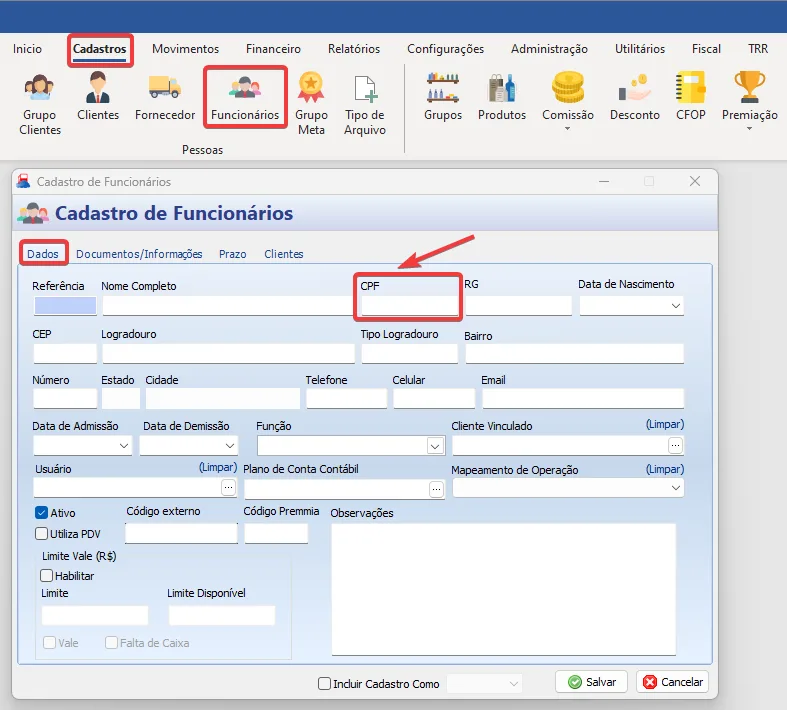 Inicio Cadastros Movimentos Financeiro Relatórios Configurações Administração Utilitários Fiscal TRR
Grupo Clientes Clientes Fornecedor Funcionários Grupo Meta Tipo de Arquivo Grupos Produtos Comissão Desconto CFOP Premiação
Pessoas
Cadastro de Funcionários
Cadastro de Funcionários
Dados Documentos/Informações Prazo Clientes
Referência Nome Completo CPF RG Data de Nascimento
CEP Logradouro Tipo Logradouro Bairro
Número Estado Cidade Telefone Celular Email
Data de Admissão Data de Demissão Função Cliente Vinculado (Limpar)
Usuário (Limpar) Plano de Conta Contábil Mapeamento de Operação (Limpar)
Ativo Código externo Código Premmia Observações
Utiliza PDV
Limite Vale (R$)
Habilitar
Limite Limite Disponível
Vale Falta de Caixa
Incluir Cadastro Como Salvar Cancelar